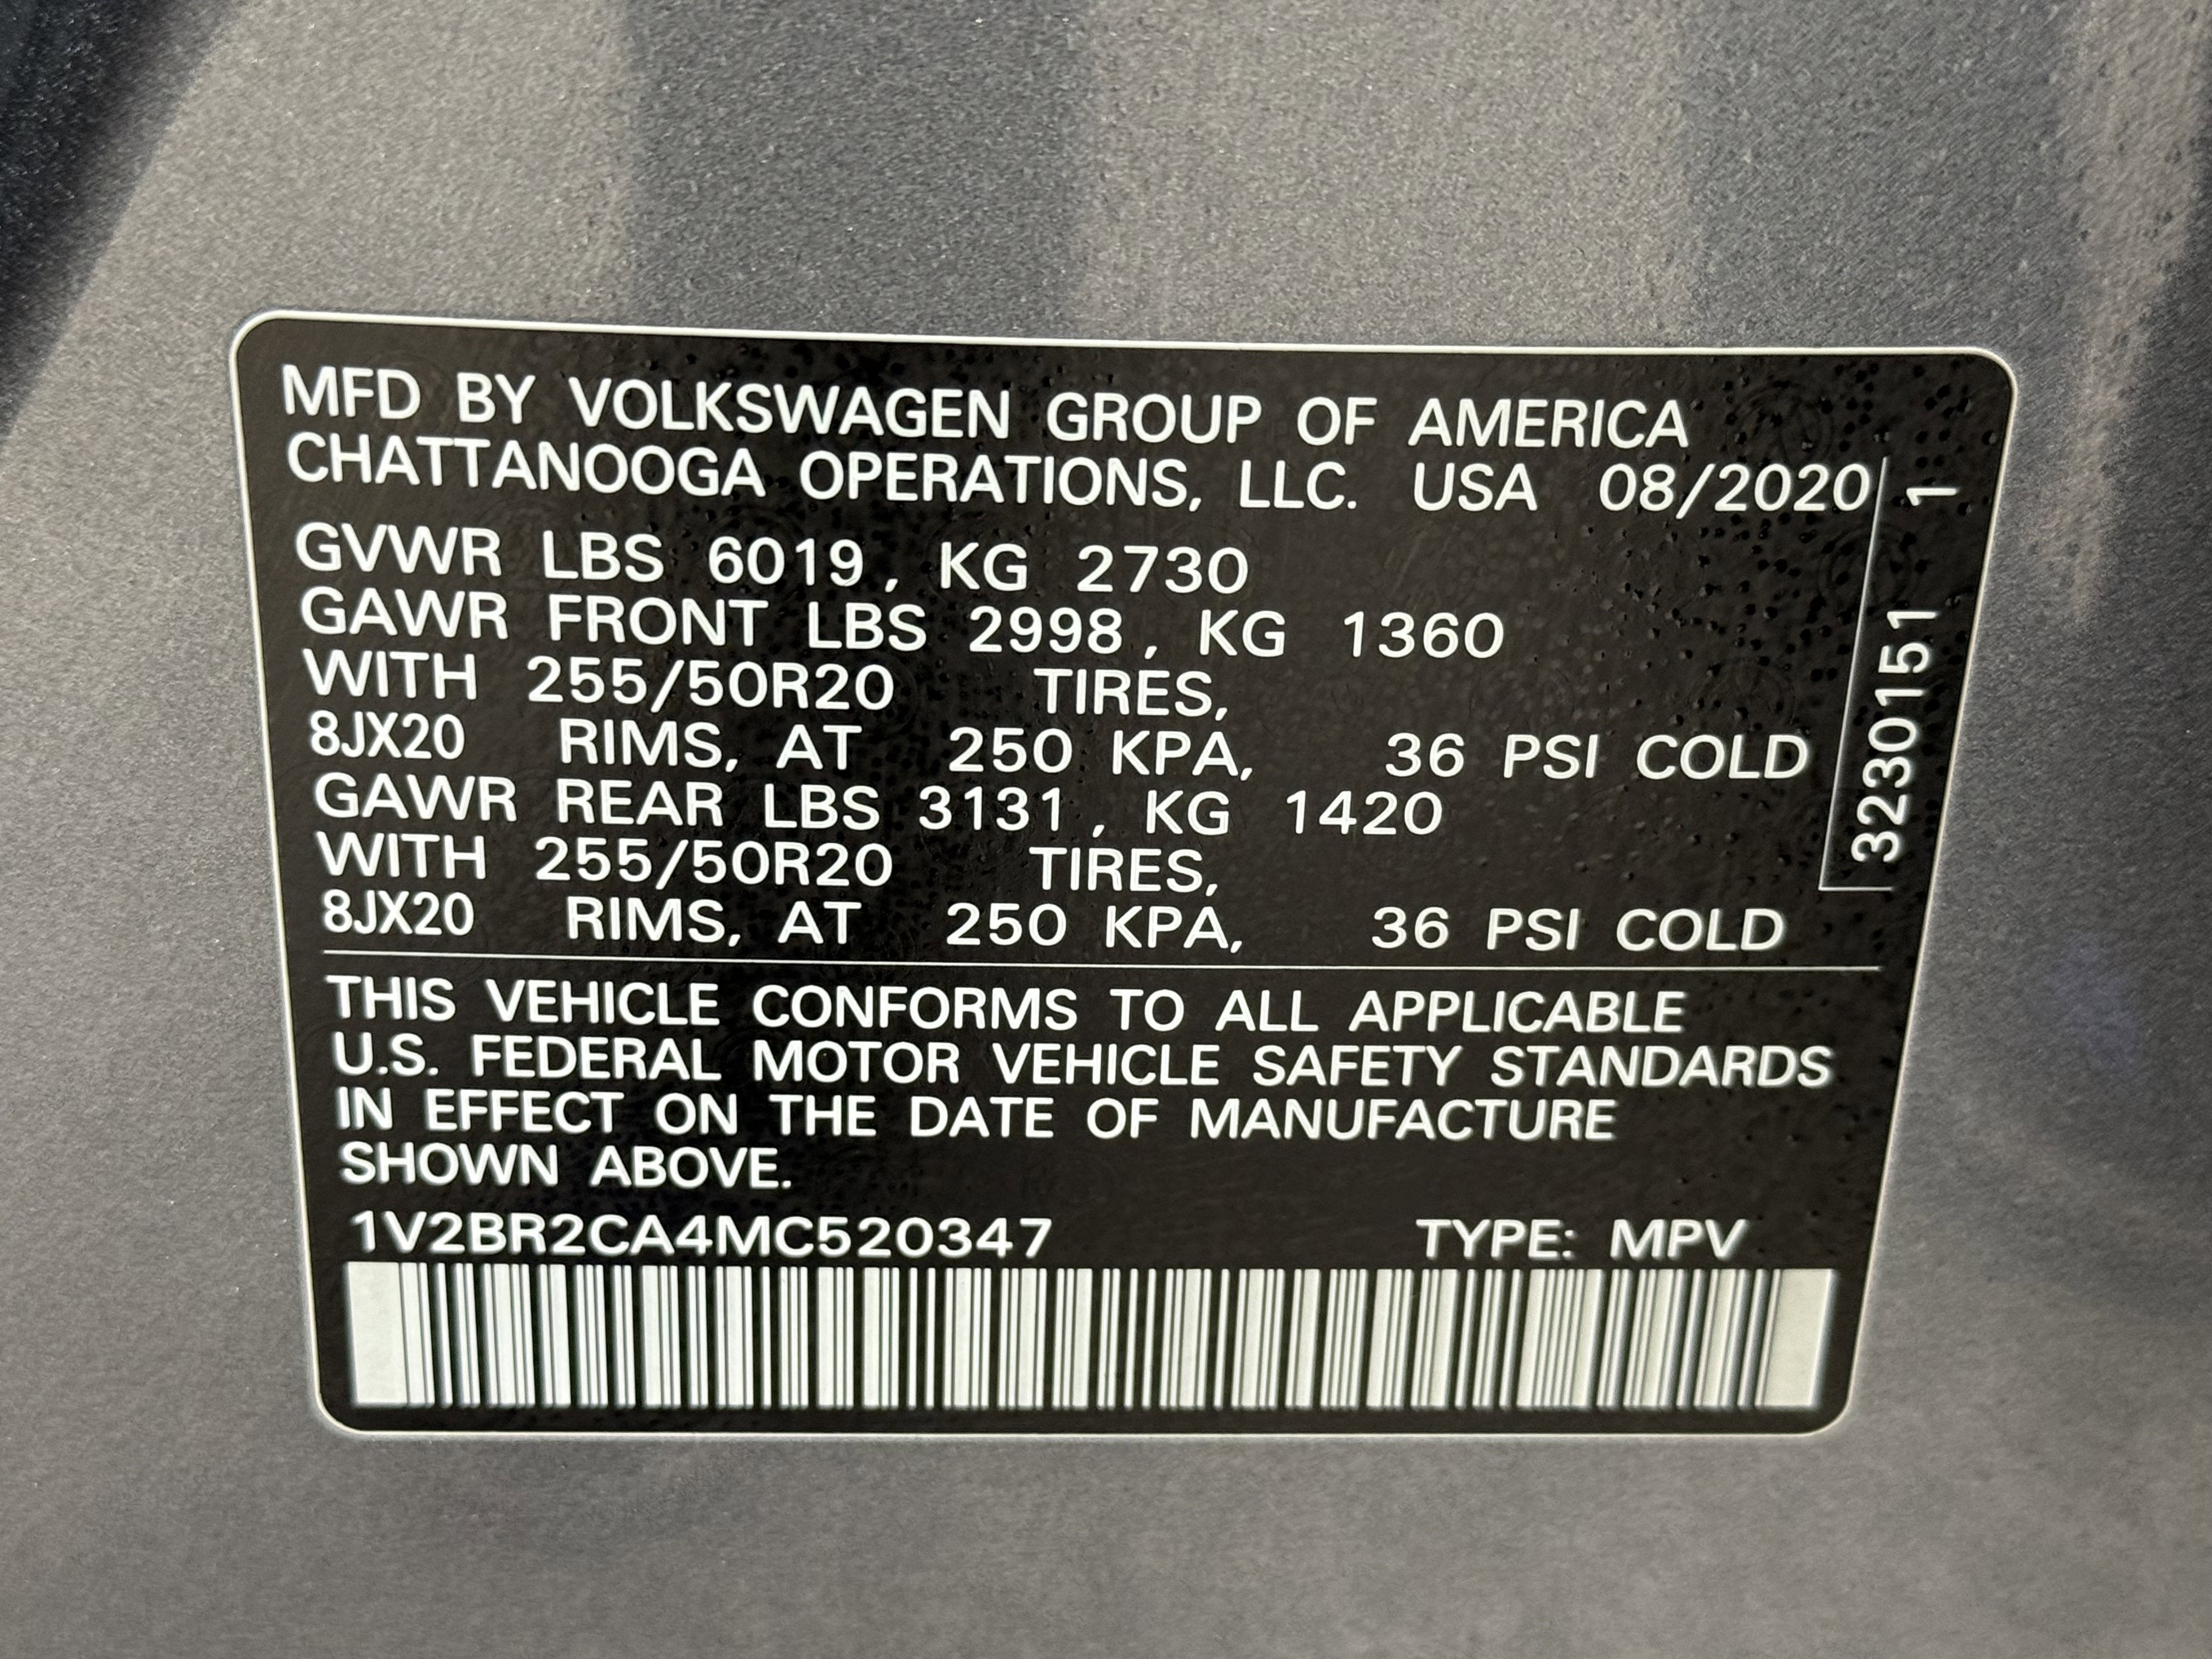 MFD BY VOLKSWAGEN GROUP OF AMERICA
CHATTANOOGA OPERATIONS, LLC. USA 08/2020
GVWR LBS 6019, KG 2730
GAWR FRONT LBS 2998, KG 1360
WITH 255/50R20 TIRES,
8JX20 RIMS, AT 250 KPA, 36 PSI COLD
GAWR REAR LBS 3131, KG 1420
WITH 255/50R20 TIRES,
8JX20 RIMS, AT 250 KPA, 36 PSI COLD
THIS VEHICLE CONFORMS TO ALL APPLICABLE
U.S. FEDERAL MOTOR VEHICLE SAFETY STANDARDS
IN EFFECT ON THE DATE OF MANUFACTURE
SHOWN ABOVE.
1V2BR2CA4MC520347 TYPE: MPV
3230151 1